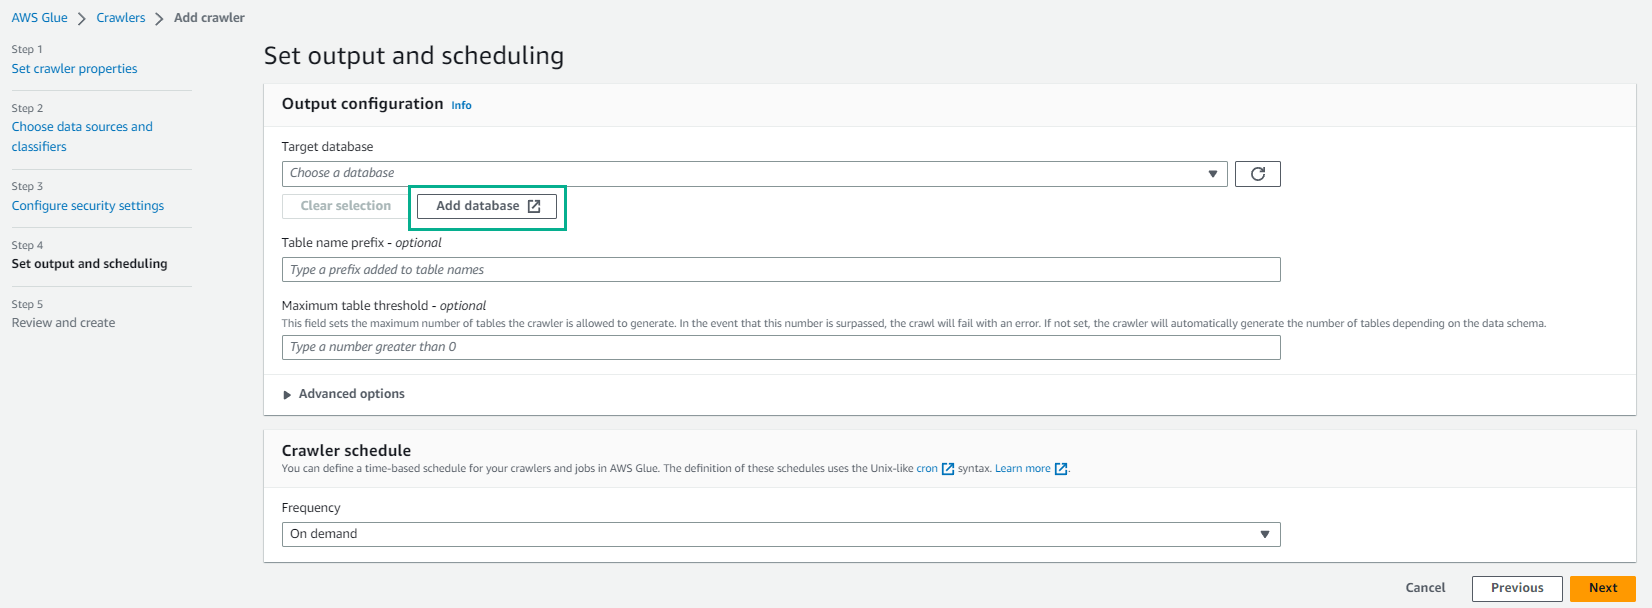 AWS Glue > Crawlers > Add crawler
Step 1
Set crawler properties
Step 2
Choose data sources and
classifiers
Step 3
Configure security settings
Step 4
Set output and scheduling
Step 5
Review and create
Set output and scheduling
Output configuration Info
Target database
Choose a database
Clear selection Add database
Table name prefix - optional
Type a prefix added to table names
Maximum table threshold - optional
This field sets the maximum number of tables the crawler is allowed to generate. In the event that this number is surpassed, the crawl will fail with an error. If not set, the crawler will automatically generate the number of tables depending on the data schema.
Type a number greater than 0
Advanced options
Crawler schedule
You can define a time-based schedule for your crawlers and jobs in AWS Glue. The definition of these schedules uses the Unix-like cron syntax. Learn more .
Frequency
On demand
Cancel Previous Next